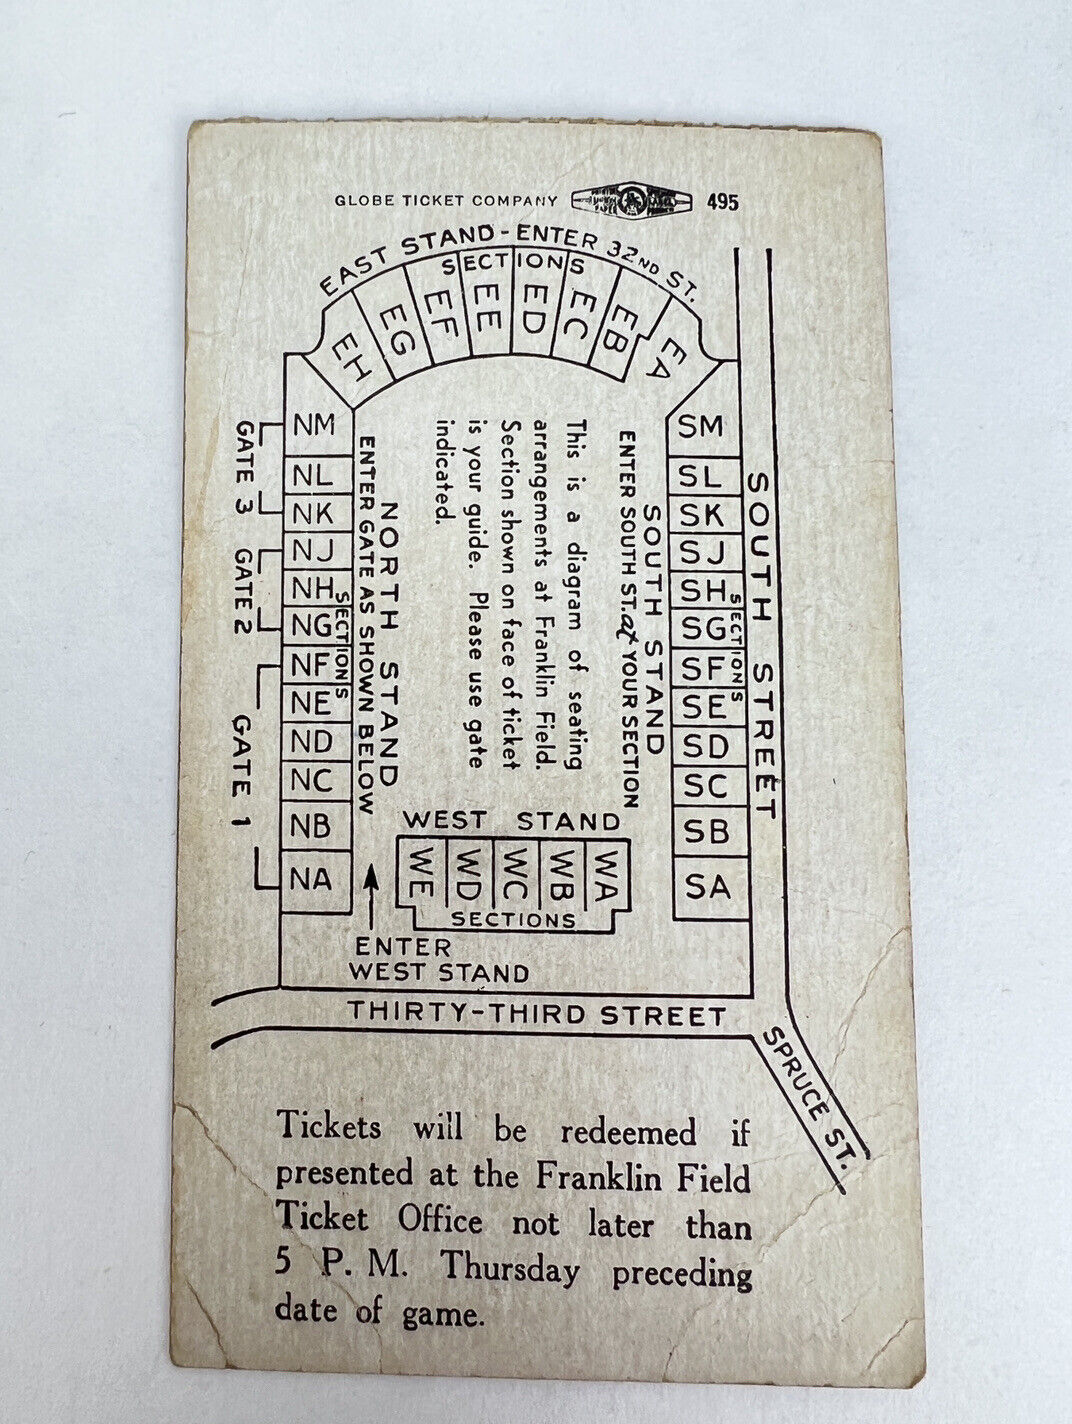 GLOBE TICKET COMPANY 495
EAST STAND - ENTER 32ND ST.
SECTIONS
EH EG EF EE ED EC EB EA
NM
NL
NK
NJ
NH
NG
NF
NE
ND
NC
NB
NA
SECTIONS
GATE 3
GATE 2
GATE 1
NORTH STAND
ENTER GATE AS SHOWN BELOW
This is a diagram of seating
arrangements at Franklin Field.
Section shown on face of ticket
is your guide. Please use gate
indicated.
SOUTH STAND
ENTER SOUTH ST. at YOUR SECTION
SM
SL
SK
SJ
SH
SG
SF
SE
SD
SC
SB
SA
SECTIONS
SOUTH STREET
WEST STAND
WE WD WC WB WA
SECTIONS
ENTER
WEST STAND
THIRTY-THIRD STREET
SPRUCE ST.
Tickets will be redeemed if
presented at the Franklin Field
Ticket Office not later than
5 P. M. Thursday preceding
date of game.